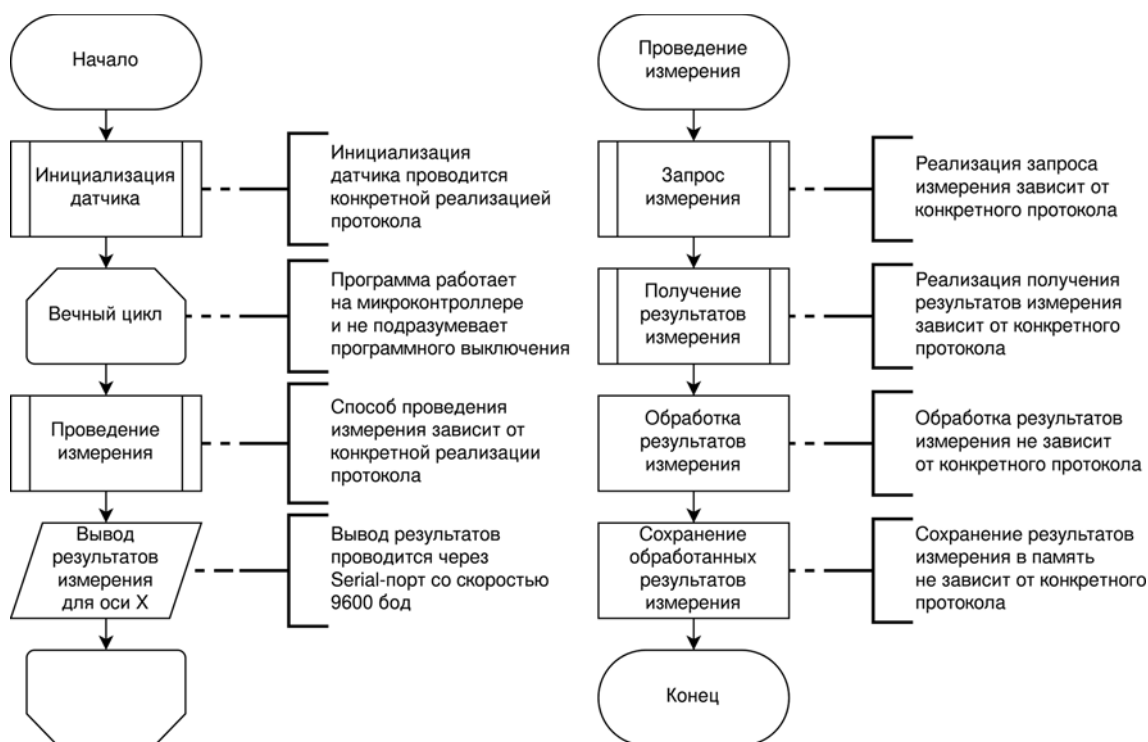 Начало
Инициализация
датчика
Инициализация
датчика проводится
конкретной реализацией
протокола
Вечный цикл
Программа работает
на микроконтроллере
и не подразумевает
программного выключения
Проведение
измерения
Способ проведения
измерения зависит от
конкретной реализации
протокола
Вывод
результатов
измерения
для оси X
Вывод результатов
проводится через
Serial-порт со скоростью
9600 бод
Проведение
измерения
Запрос
измерения
Реализация запроса
измерения зависит от
конкретного протокола
Получение
результатов
измерения
Реализация получения
результатов измерения
зависит от конкретного
протокола
Обработка
результатов
измерения
Обработка результатов
измерения не зависит
от конкретного протокола
Сохранение
обработанных
результатов
измерения
Сохранение результатов
измерения в память
не зависит от конкретного
протокола
Конец